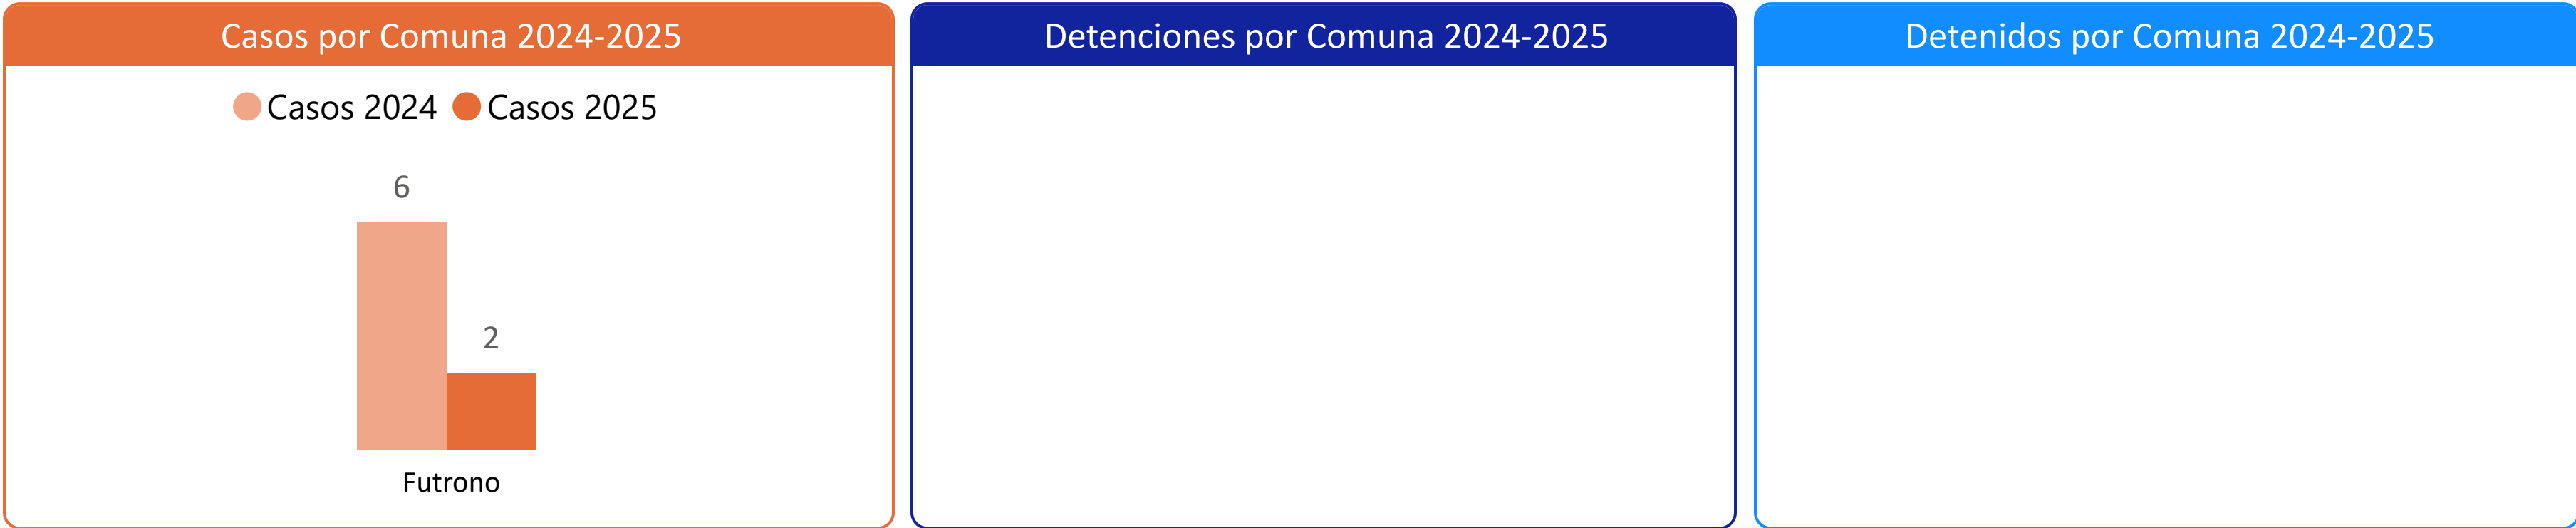 Casos por Comuna 2024-2025
Casos 2024 Casos 2025
6
2
Futrono
Detenciones por Comuna 2024-2025
Detenidos por Comuna 2024-2025